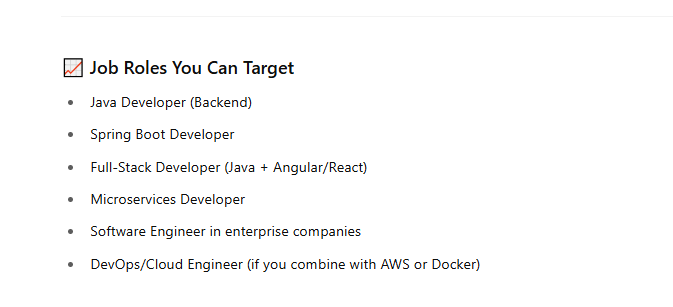 📈 Job Roles You Can Target
• Java Developer (Backend)
• Spring Boot Developer
• Full-Stack Developer (Java + Angular/React)
• Microservices Developer
• Software Engineer in enterprise companies
• DevOps/Cloud Engineer (if you combine with AWS or Docker)